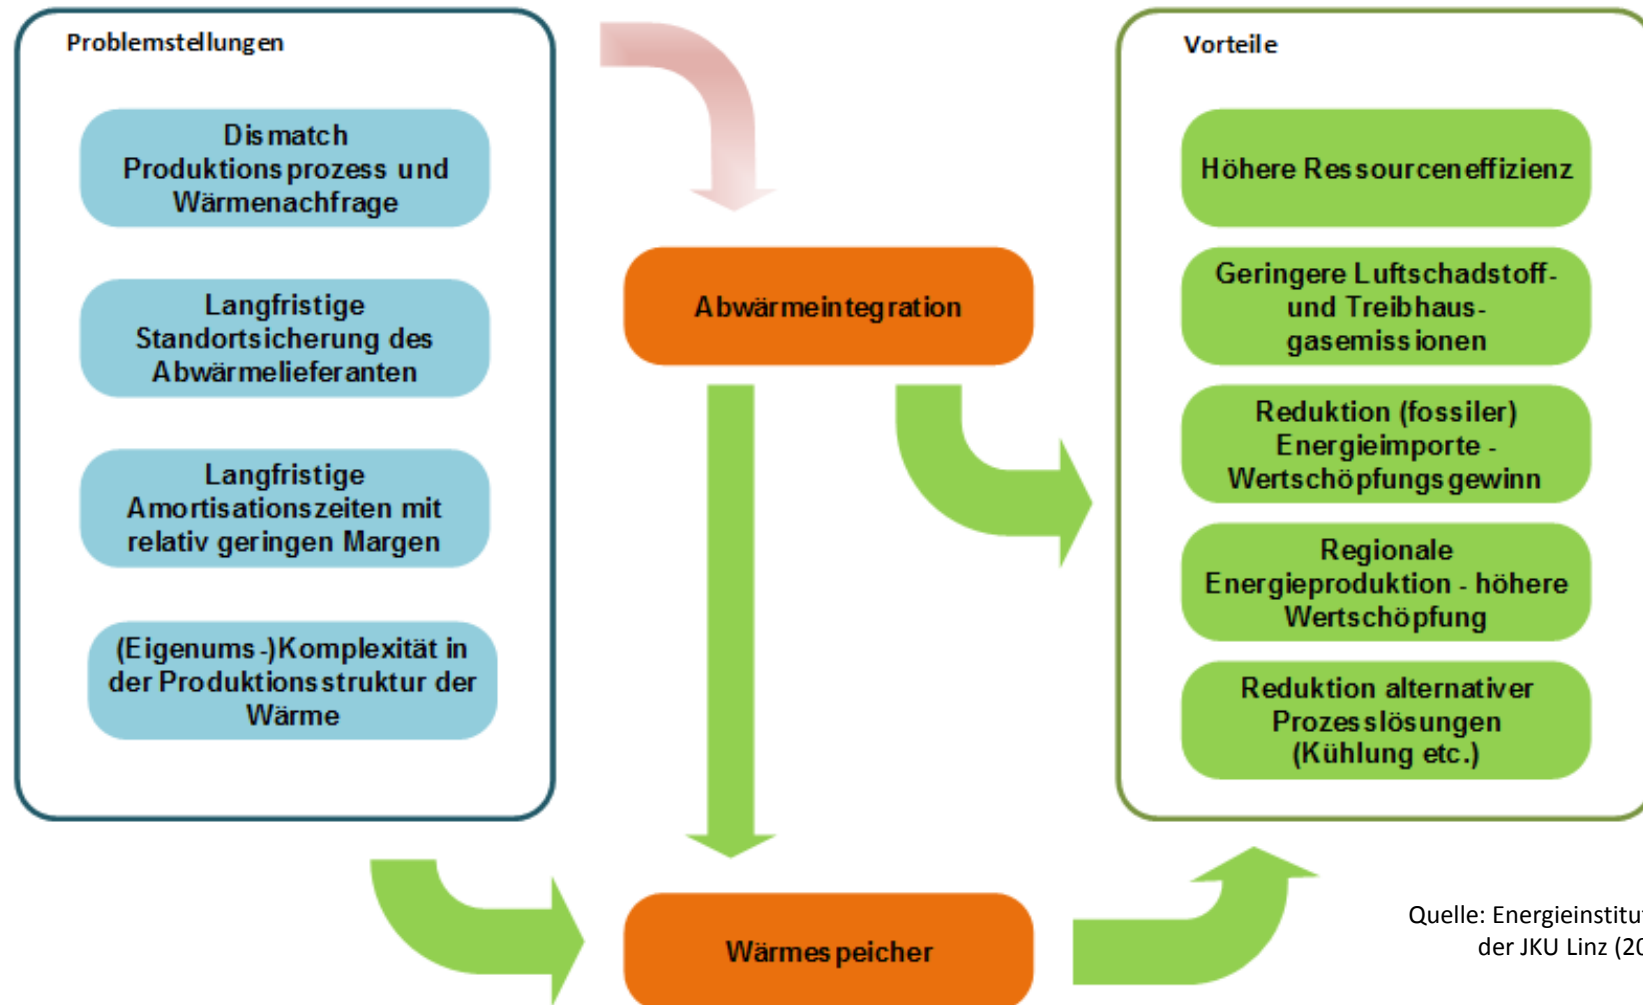 Problemstellungen
Dismatch
Produktionsprozess und
Wärmenachfrage
Langfristige
Standortsicherung des
Abwärmelieferanten
Langfristige
Amortisationszeiten mit
relativ geringen Margen
(Eigenums-)Komplexität in
der Produktionsstruktur der
Wärme
Abwärmeintegration
Wärmespeicher
Vorteile
Höhere Ressourceneffizienz
Geringere Luftschadstoff-
und Treibhaus-
gasemissionen
Reduktion (fossiler)
Energieimporte -
Wertschöpfungsgewinn
Regionale
Energieproduktion - höhere
Wertschöpfung
Reduktion alternativer
Prozesslösungen
(Kühlung etc.)
Quelle: Energieinstitut
der JKU Linz (20